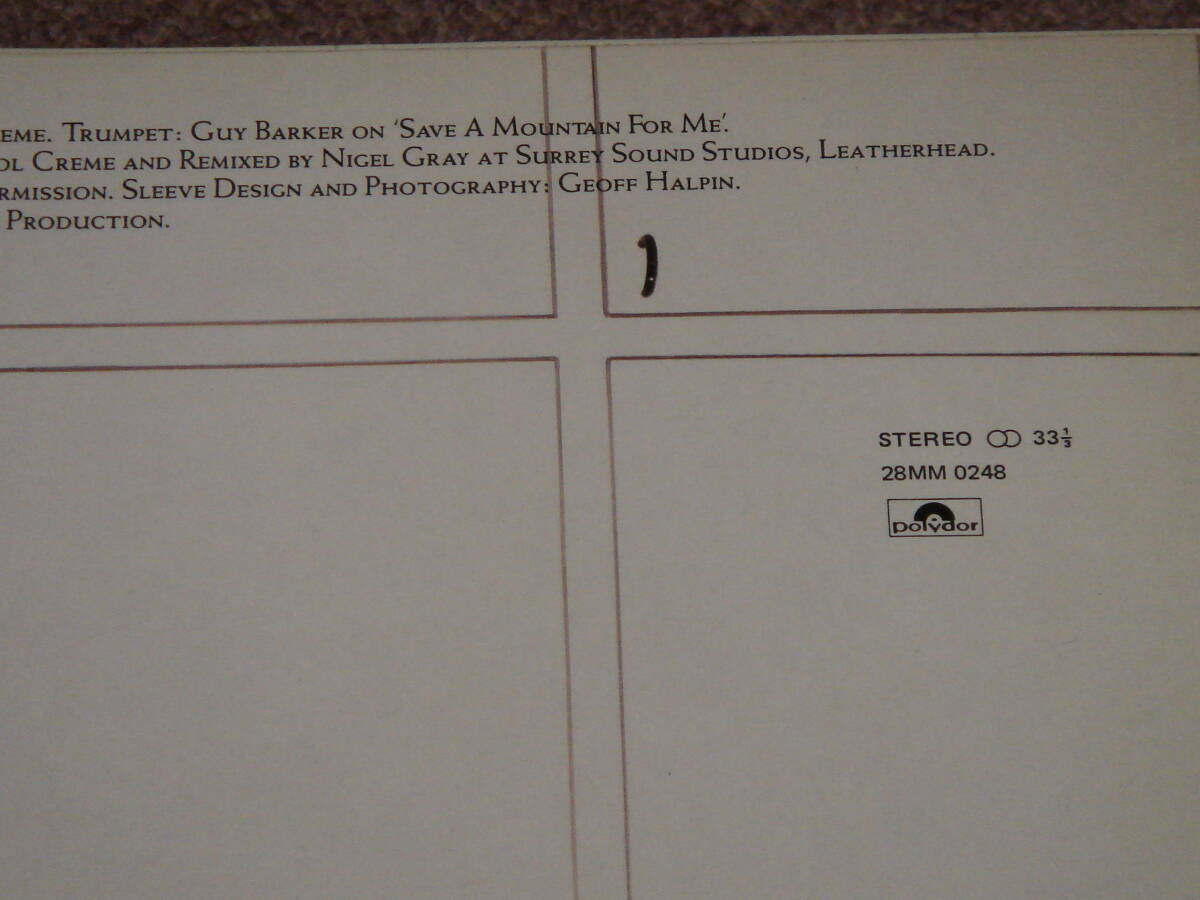 EME. TRUMPET: GUY BARKER ON 'SAVE A MOUNTAIN FOR ME'.
OL CREME AND REMIXED BY NIGEL GRAY AT SURREY SOUND STUDIOS, LEATHERHEAD.
RMISSION. SLEEVE DESIGN AND PHOTOGRAPHY: GEOFF HALPIN.
PRODUCTION.
STEREO 33⅓
28MM 0248
polydor